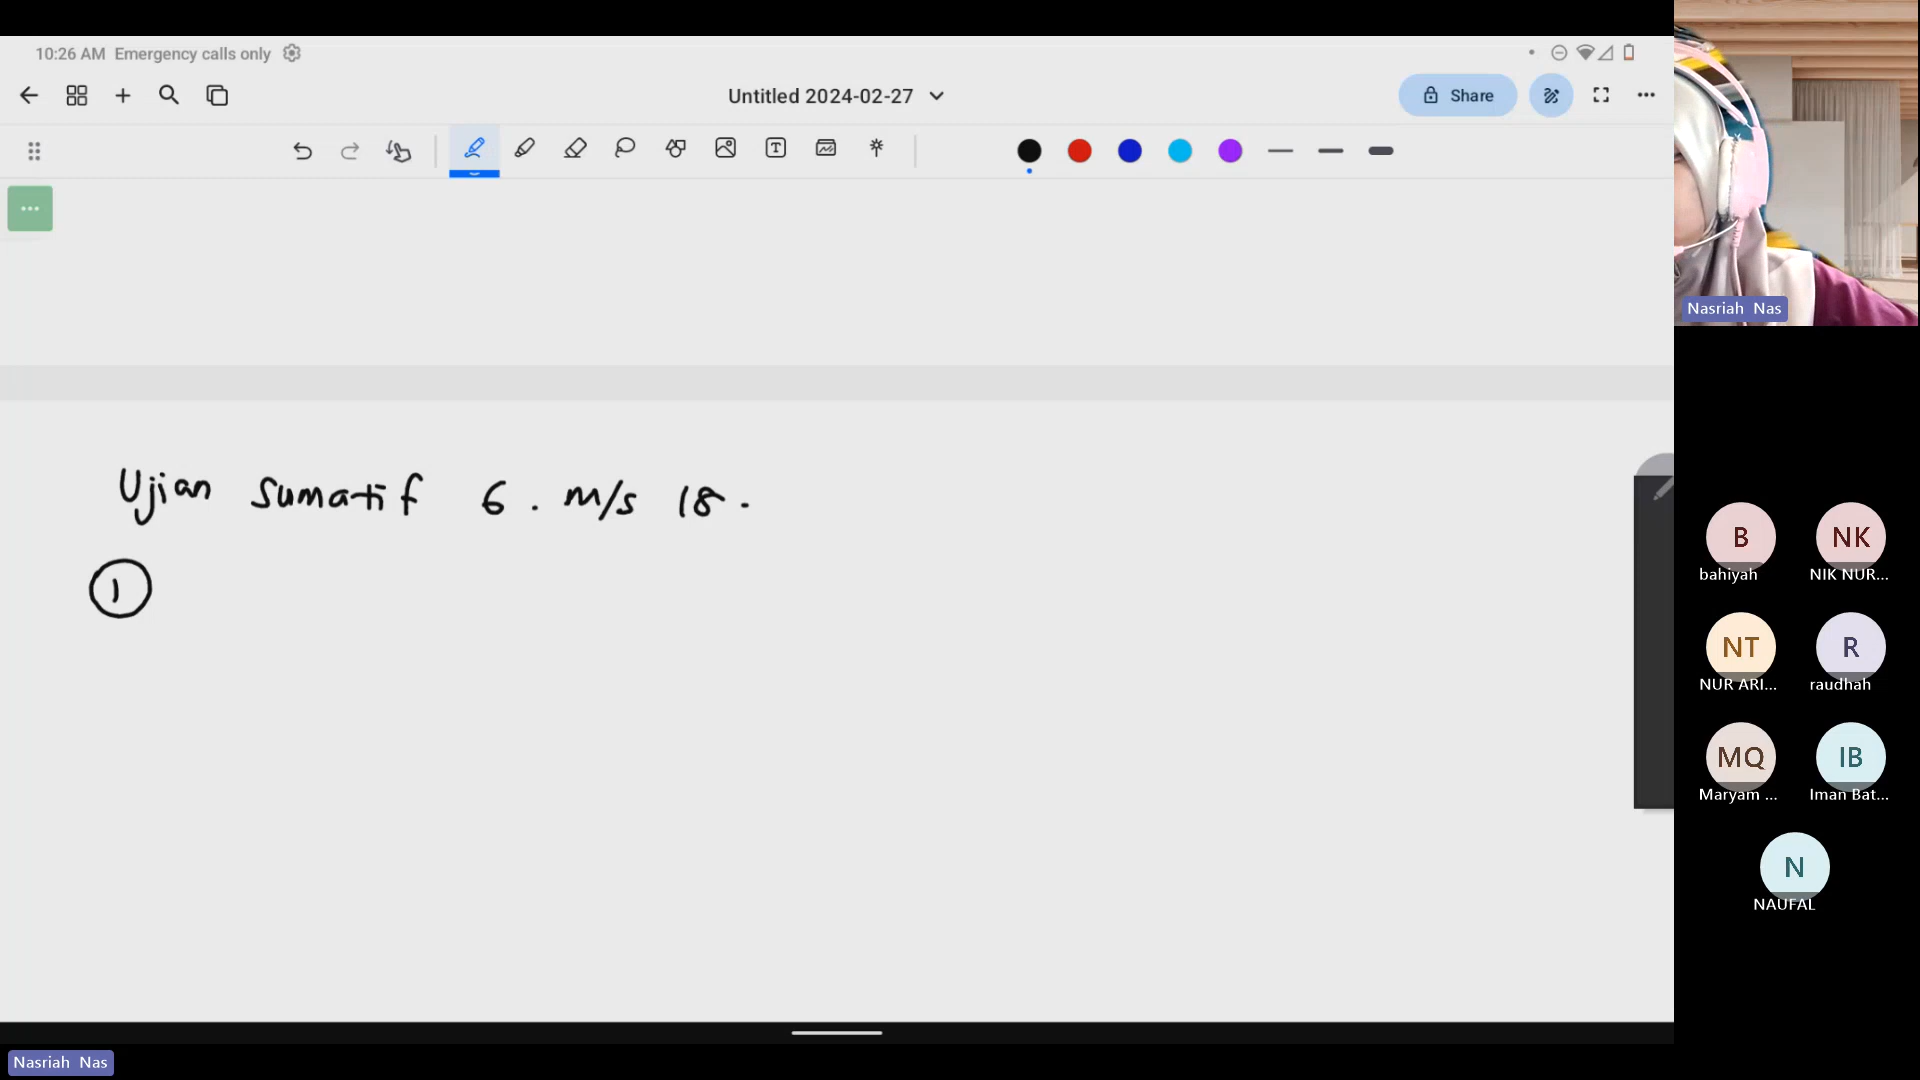 10:26 AM Emergency calls only
Untitled 2024-02-27
Share
Ujian Sumatif 6. m/s 18.
1
Nasriah Nas
B
bahiyah
NK
NIK NUR...
NT
NUR ARI...
R
raudhah
MQ
Maryam ...
IB
Iman Bat...
N
NAUFAL
Nasriah Nas